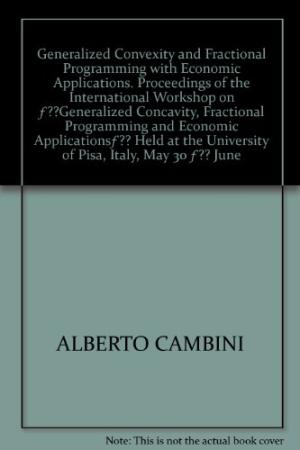 Generalized Convexity and Fractional
Programming with Economic
Applications. Proceedings of the
International Workshop on
ƒ??Generalized Concavity, Fractional
Programming and Economic
Applicationsƒ?? Held at the University
of Pisa, Italy, May 30 ƒ?? June
ALBERTO CAMBINI
Note: This is not the actual book cover